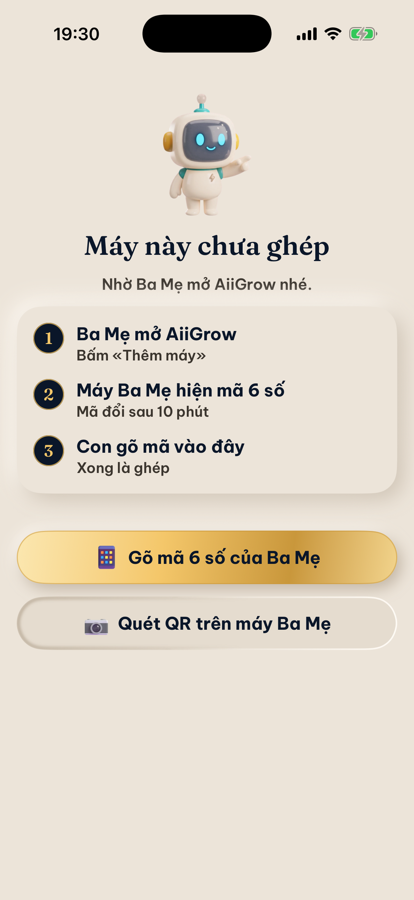 19:30
Máy này chưa ghép
Nhờ Ba Mẹ mở AiiGrow nhé.
1 Ba Mẹ mở AiiGrow
Bấm «Thêm máy»
2 Máy Ba Mẹ hiện mã 6 số
Mã đổi sau 10 phút
3 Con gõ mã vào đây
Xong là ghép
Gõ mã 6 số của Ba Mẹ
Quét QR trên máy Ba Mẹ